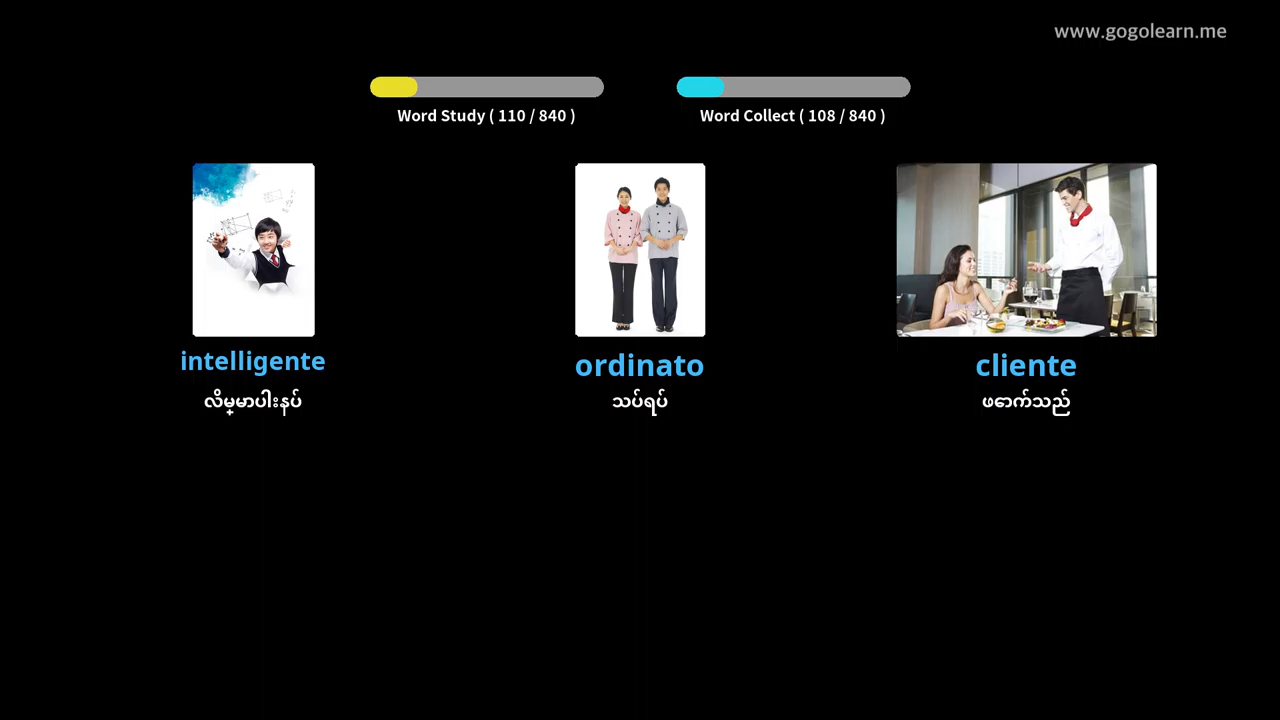 www.gogolearn.me
Word Study ( 110 / 840 )
Word Collect ( 108 / 840 )
intelligente
ordinato
cliente
လိမ္မာပါးနပ်
သပ်ရပ်
ဖောက်သည်